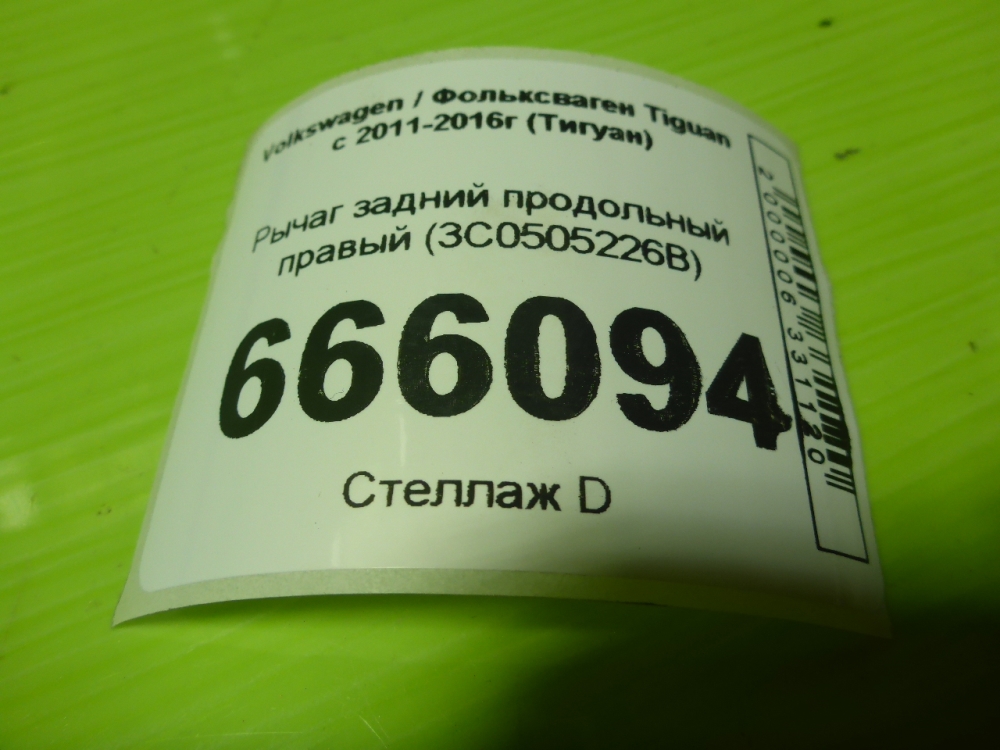 Volkswagen / Фольксваген Tiguan
с 2011-2016г (Тигуан)
Рычаг задний продольный
правый (3C0505226B)
666094
Стеллаж D
2000006331120